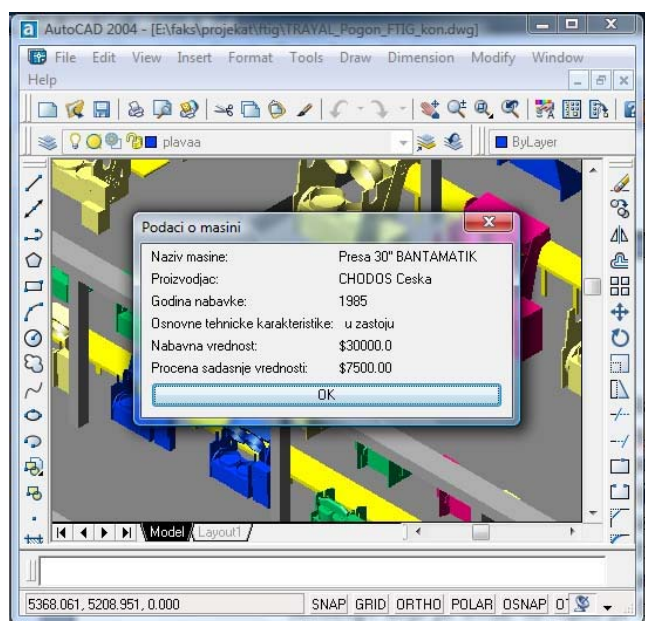 AutoCAD 2004 - [E:\faks\projekat\ftig\TRAYAL_Pogon_FTIG_kon.dwg]
File Edit View Insert Format Tools Draw Dimension Modify Window
Help
plavaa ByLayer
Podaci o masini
Naziv masine: Presa 30" BANTAMATIK
Proizvodjac: CHODOS Ceska
Godina nabavke: 1985
Osnovne tehnicke karakteristike: u zastoju
Nabavna vrednost: $30000.0
Procena sadasnje vrednosti: $7500.00
OK
Model Layout1
5368.061, 5208.951, 0.000 SNAP GRID ORTHO POLAR OSNAP